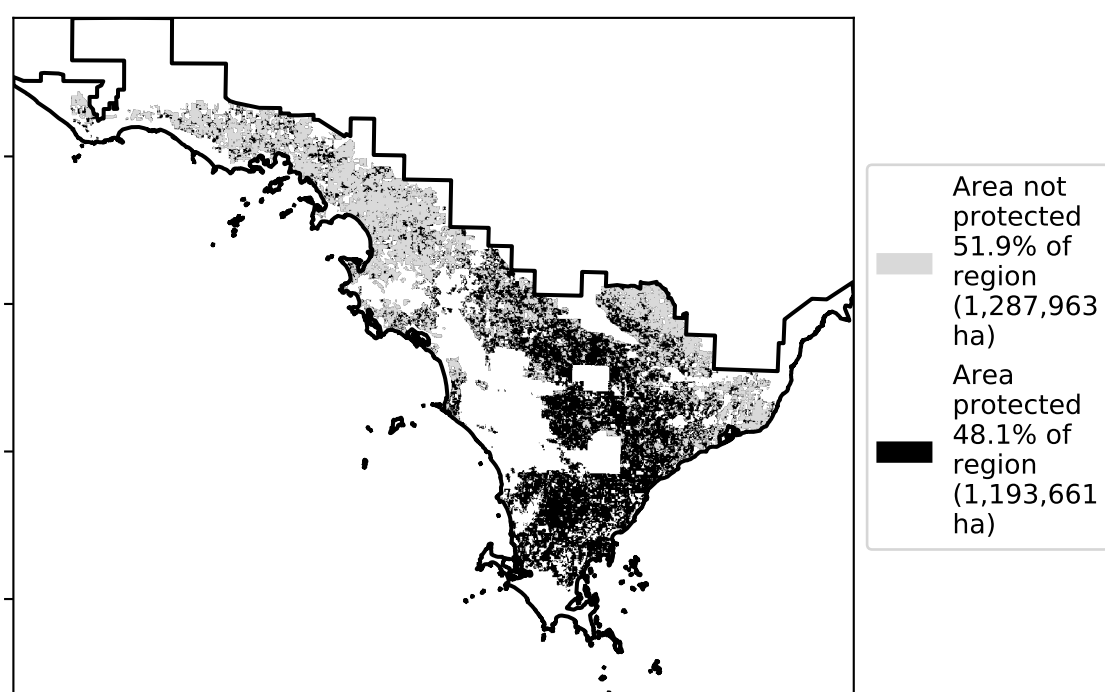 Area not
protected
51.9% of
region
(1,287,963
ha)
Area
protected
48.1% of
region
(1,193,661
ha)